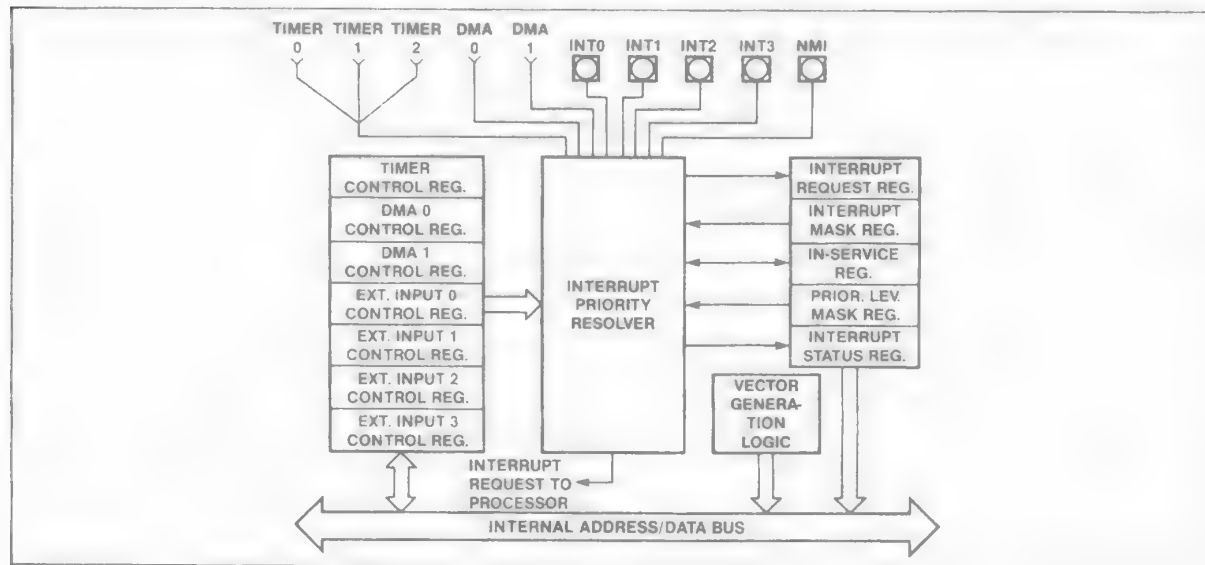 TIMER TIMER TIMER DMA DMA
0 1 2 0 1
INT0 INT1 INT2 INT3 NMI
TIMER
CONTROL REG.
DMA 0
CONTROL REG.
DMA 1
CONTROL REG.
EXT. INPUT 0
CONTROL REG.
EXT. INPUT 1
CONTROL REG.
EXT. INPUT 2
CONTROL REG.
EXT. INPUT 3
CONTROL REG.
INTERRUPT
PRIORITY
RESOLVER
INTERRUPT
REQUEST REG.
INTERRUPT
MASK REG.
IN-SERVICE
REG.
PRIOR. LEV.
MASK REG.
INTERRUPT
STATUS REG.
VECTOR
GENERA-
TION
LOGIC
INTERRUPT
REQUEST TO
PROCESSOR
INTERNAL ADDRESS/DATA BUS